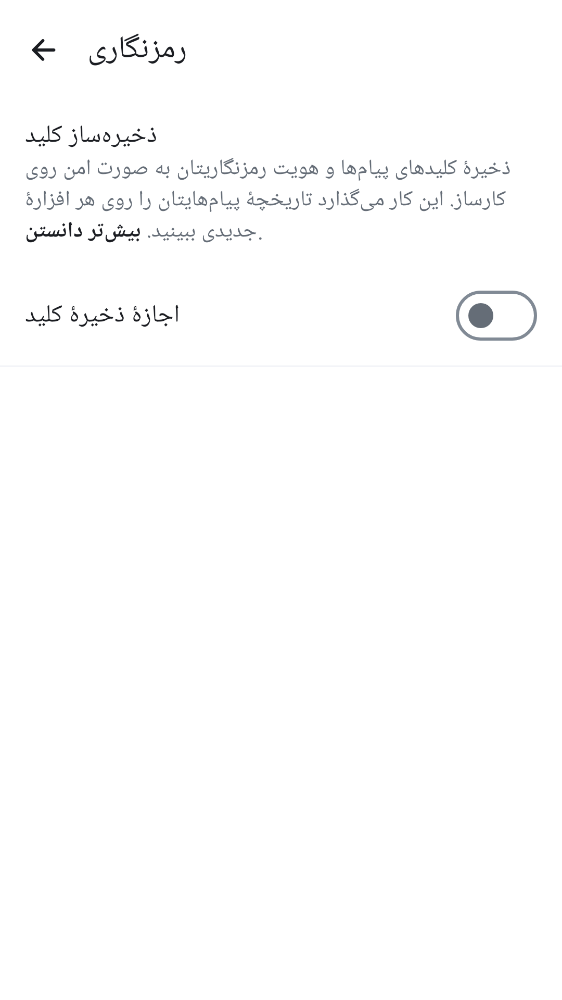 رمزنگاری
ذخیره‌ساز کلید
ذخیرهٔ کلیدهای پیام‌ها و هویت رمزنگاریتان به صورت امن روی
کارساز. این کار می‌گذارد تاریخچهٔ پیام‌هایتان را روی هر افزارهٔ
جدیدی ببینید. بیش‌تر دانستن.
اجازهٔ ذخیرهٔ کلید